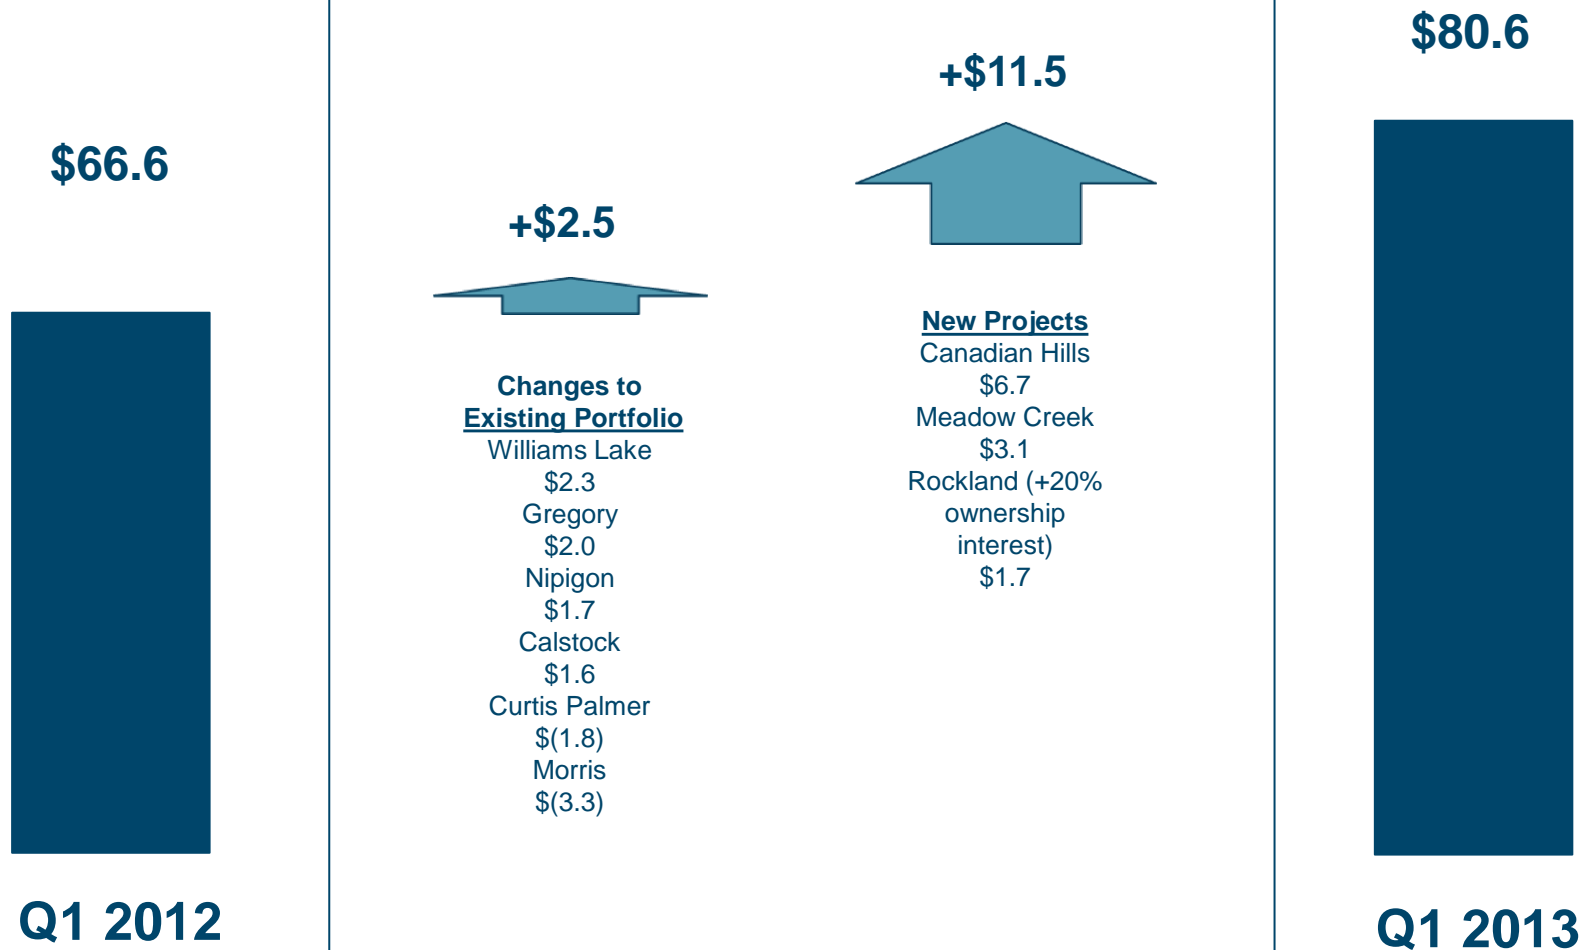 $66.6
Q1 2012
+$2.5
Changes to
Existing Portfolio
Williams Lake
$2.3
Gregory
$2.0
Nipigon
$1.7
Calstock
$1.6
Curtis Palmer
$(1.8)
Morris
$(3.3)
+$11.5
New Projects
Canadian Hills
$6.7
Meadow Creek
$3.1
Rockland (+20%
ownership
interest)
$1.7
$80.6
Q1 2013